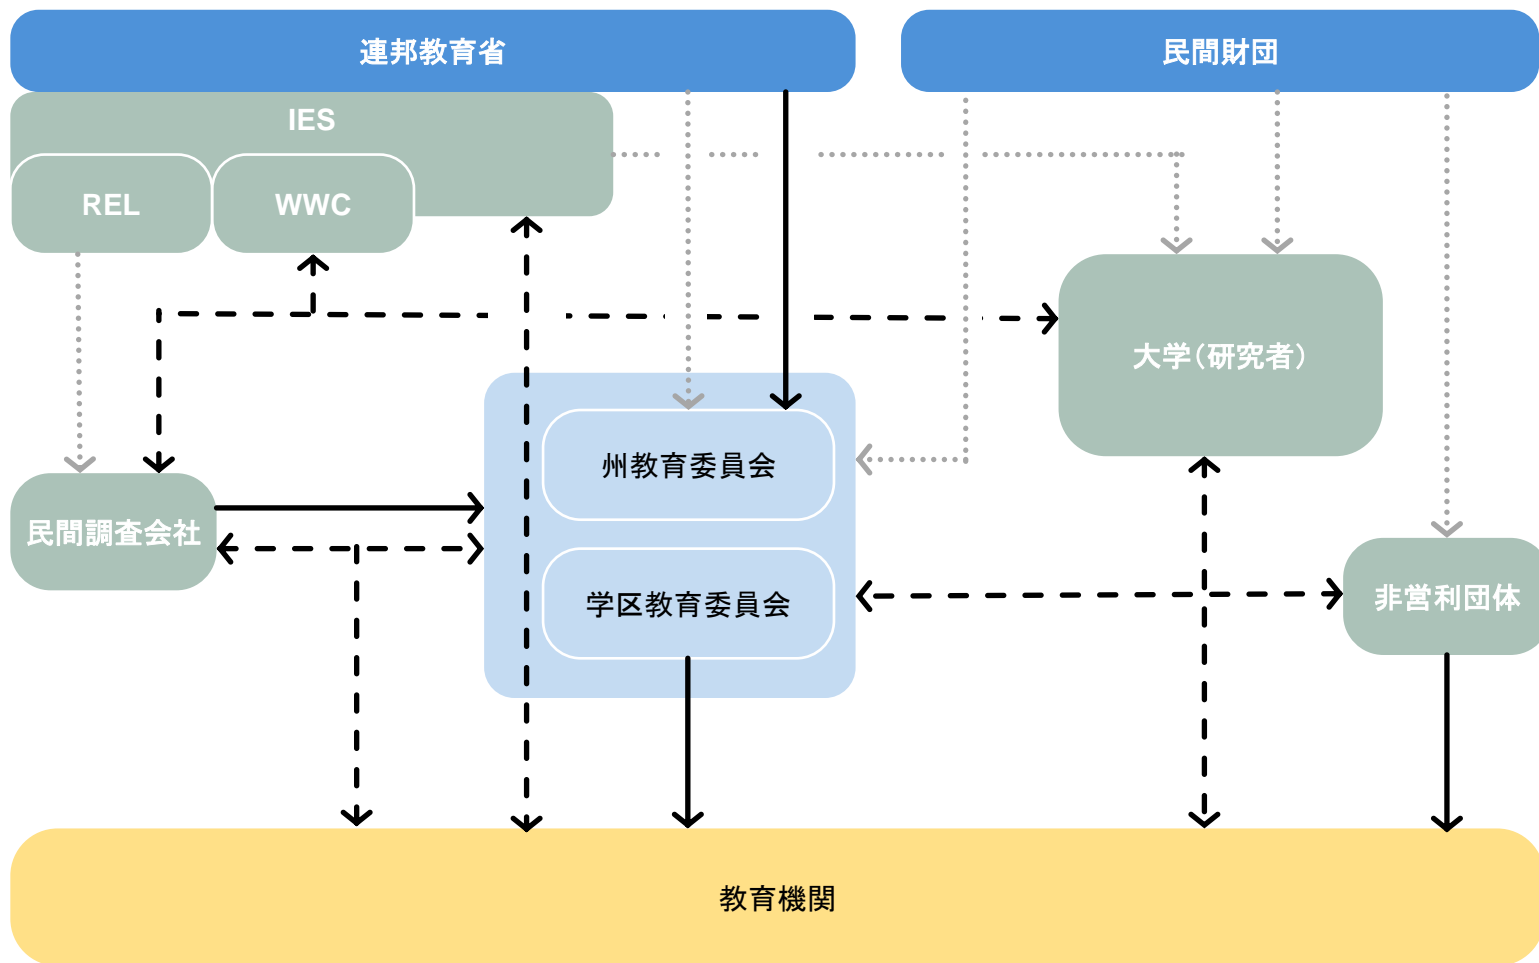 連邦教育省
民間財団
IES
REL
WWC
大学（研究者）
州教育委員会
民間調査会社
学区教育委員会
非営利団体
教育機関